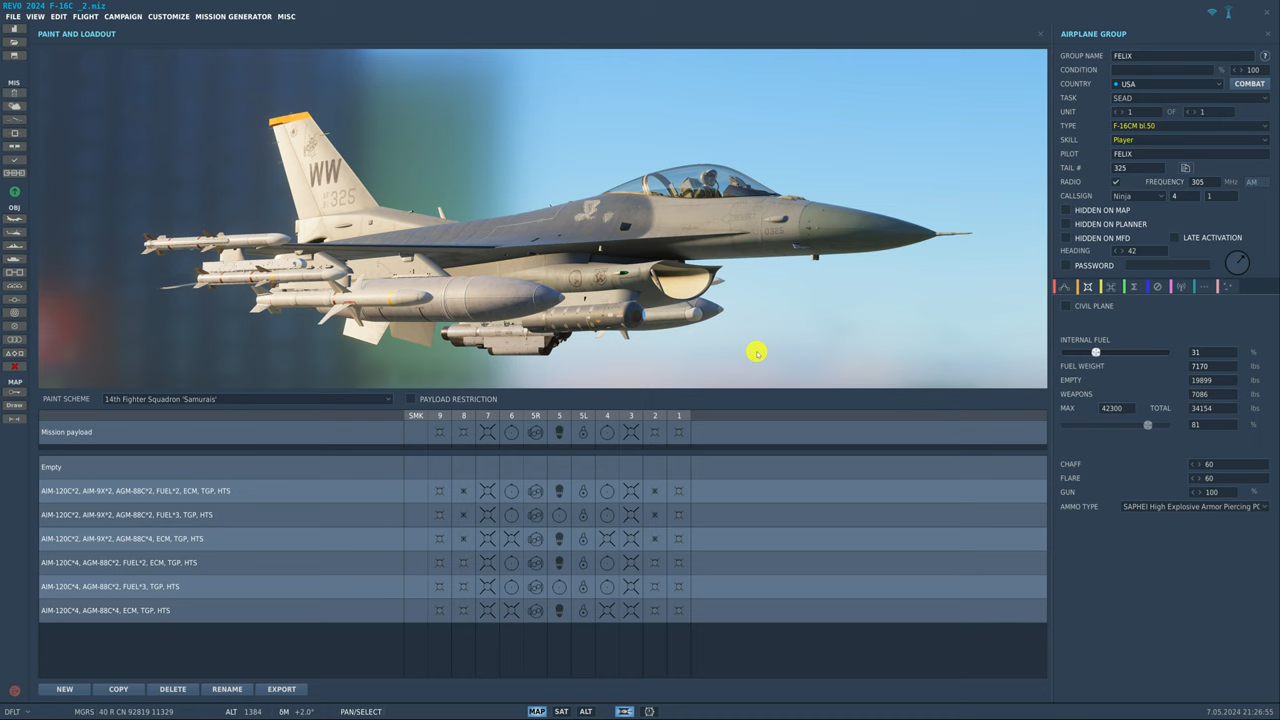 REVO 2024 F-16C _2.miz
FILE VIEW EDIT FLIGHT CAMPAIGN CUSTOMIZE MISSION GENERATOR MISC
PAINT AND LOADOUT
MIS
OBJ
MAP
Draw
WW
325
0325
PAINT SCHEME 14th Fighter Squadron 'Samurais' PAYLOAD RESTRICTION
SMK 9 8 7 6 5R 5 5L 4 3 2 1
Mission payload
Empty
AIM-120C*2, AIM-9X*2, AGM-88C*2, FUEL*2, ECM, TGP, HTS
AIM-120C*2, AIM-9X*2, AGM-88C*2, FUEL*3, TGP, HTS
AIM-120C*2, AIM-9X*2, AGM-88C*4, ECM, TGP, HTS
AIM-120C*4, AGM-88C*2, FUEL*2, ECM, TGP, HTS
AIM-120C*4, AGM-88C*2, FUEL*3, TGP, HTS
AIM-120C*4, AGM-88C*4, ECM, TGP, HTS
NEW COPY DELETE RENAME EXPORT
AIRPLANE GROUP
GROUP NAME FELIX ?
CONDITION % < > 100
COUNTRY USA COMBAT
TASK SEAD
UNIT < > 1 OF < > 1
TYPE F-16CM bl.50
SKILL Player
PILOT FELIX
TAIL # 325
RADIO FREQUENCY 305 MHz AM
CALLSIGN Ninja 4 1
HIDDEN ON MAP
HIDDEN ON PLANNER
HIDDEN ON MFD LATE ACTIVATION
HEADING < > 42
PASSWORD
CIVIL PLANE
INTERNAL FUEL
31 %
FUEL WEIGHT 7170 lbs
EMPTY 19899 lbs
WEAPONS 7086 lbs
MAX 42300 TOTAL 34154 lbs
81 %
CHAFF < > 60
FLARE < > 60
GUN < > 100 %
AMMO TYPE SAPHEI High Explosive Armor Piercing PG
DFLT MGRS 40 R CN 92819 11329 ALT 1384 δM +2.0° PAN/SELECT MAP SAT ALT 7.05.2024 21:26:55